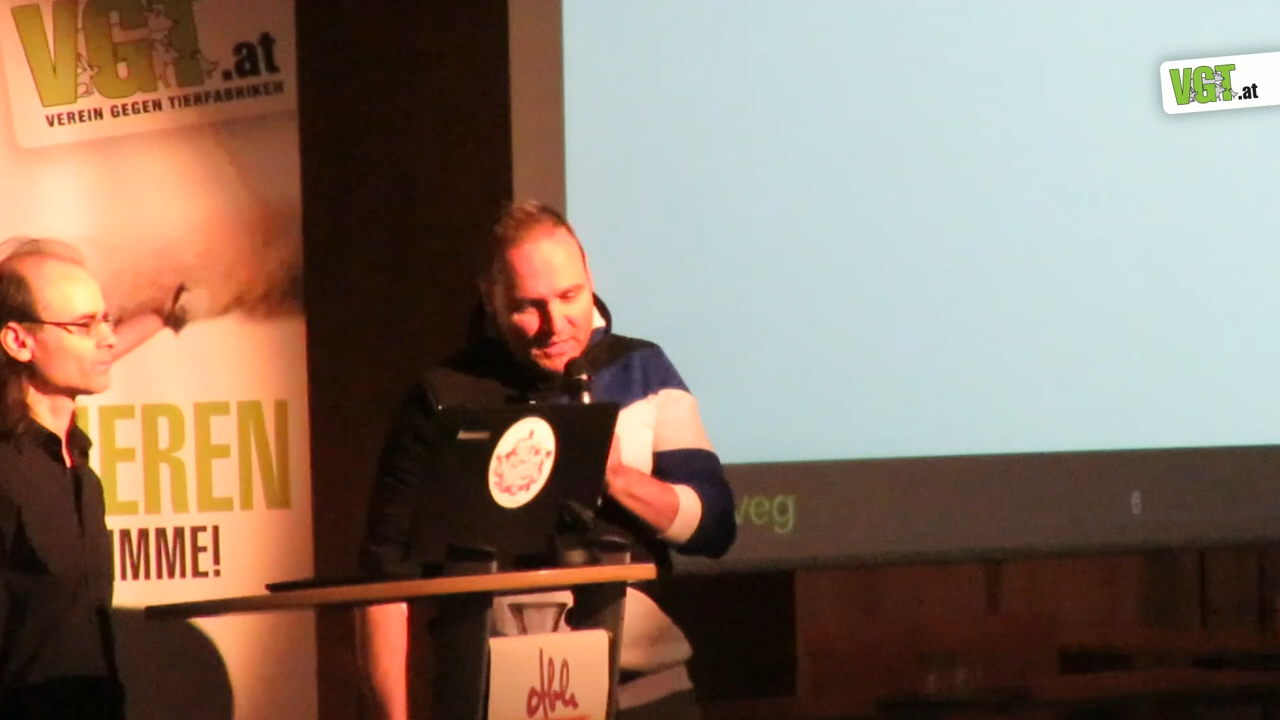 VGT.at
VEREIN GEGEN TIERFABRIKEN
IEREN
IMME!
VGT.at
veg
6